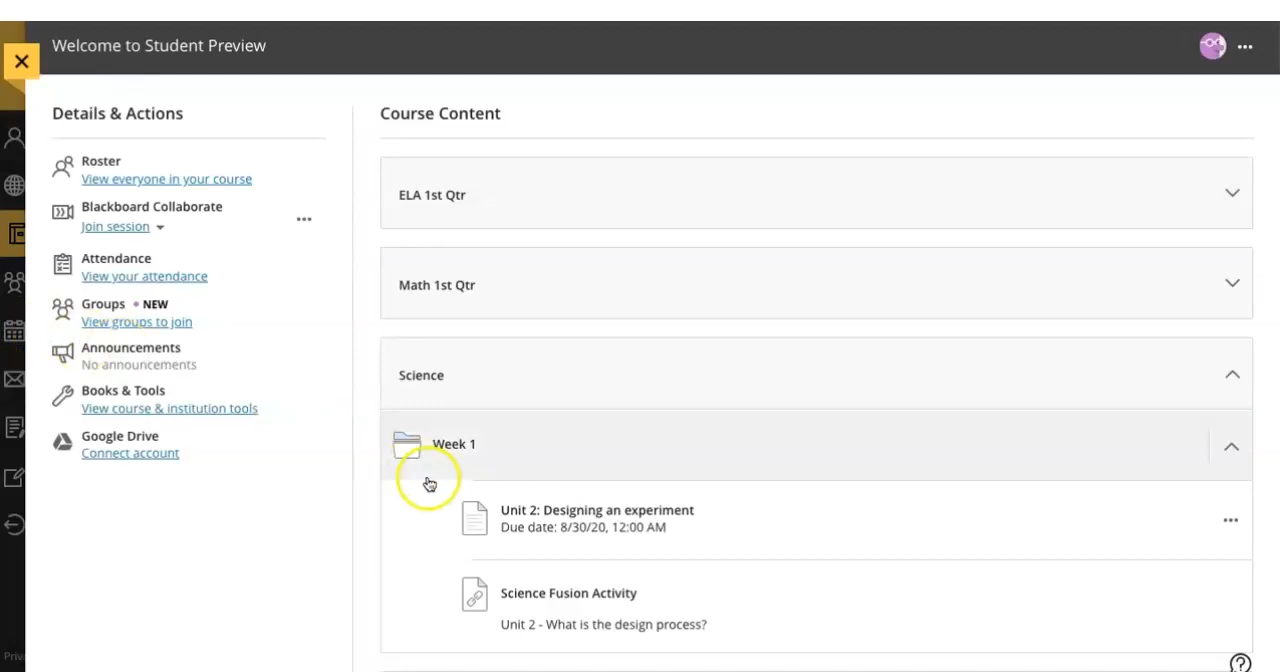 Welcome to Student Preview
Details & Actions
Roster
View everyone in your course
Blackboard Collaborate
Join session
Attendance
View your attendance
Groups • NEW
View groups to join
Announcements
No announcements
Books & Tools
View course & institution tools
Google Drive
Connect account
Priv
Course Content
ELA 1st Qtr
Math 1st Qtr
Science
Week 1
Unit 2: Designing an experiment
Due date: 8/30/20, 12:00 AM
Science Fusion Activity
Unit 2 - What is the design process?